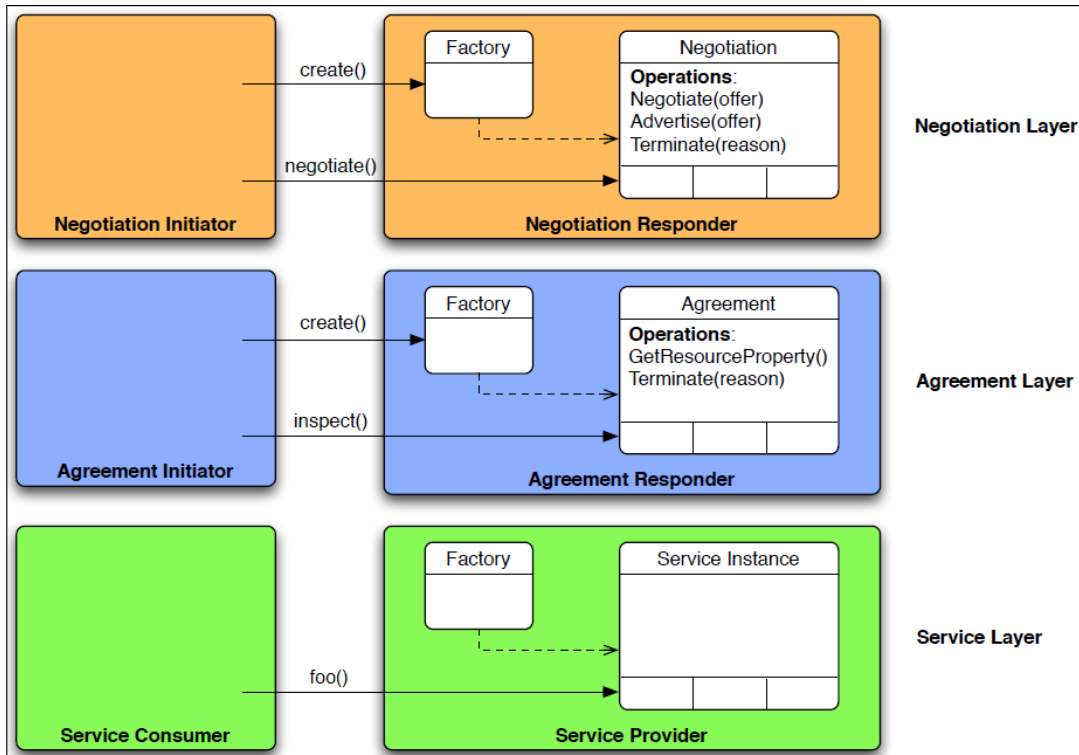 Factory
Negotiation
create()
Operations:
Negotiate(offer)
Advertise(offer)
Terminate(reason)
Negotiation Layer
negotiate()
Negotiation Initiator
Negotiation Responder
Factory
Agreement
create()
Operations:
GetResourceProperty()
Terminate(reason)
Agreement Layer
inspect()
Agreement Initiator
Agreement Responder
Factory
Service Instance
Service Layer
foo()
Service Consumer
Service Provider